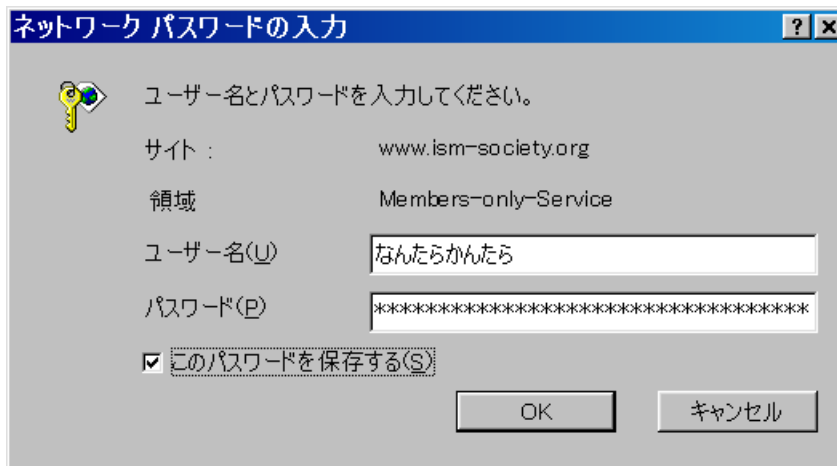 ネットワーク パスワードの入力
ユーザー名とパスワードを入力してください。
サイト : www.ism-society.org
領域 Members-only-Service
ユーザー名(U) なんたらかんたら
パスワード(P) **********************************
このパスワードを保存する(S)
OK キャンセル